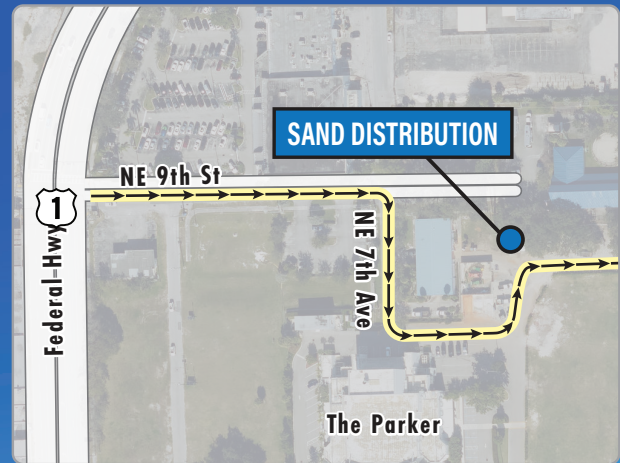 SAND DISTRIBUTION
NE 9th St
1
Federal Hwy
NE 7th Ave
The Parker